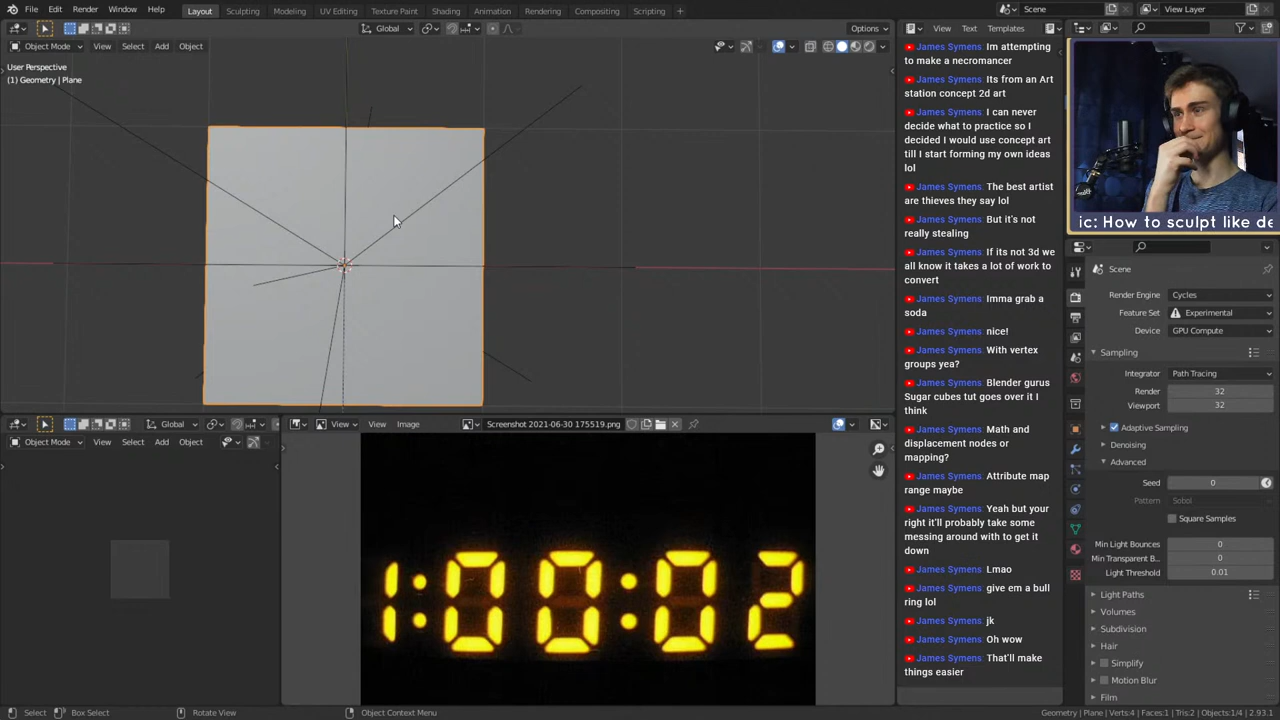 File Edit Render Window Help Layout Sculpting Modeling UV Editing Texture Paint Shading Animation Rendering Compositing Scripting + Scene View Layer
Global Options View Text Templates
Object Mode View Select Add Object
User Perspective
(1) Geometry | Plane
James Symens: Im attempting
to make a necromancer
James Symens: Its from an Art
station concept 2d art
James Symens: I can never
decide what to practice so I
decided I would use concept art
till I start forming my own ideas
lol
James Symens: The best artist
are thieves they say lol
James Symens: But it's not
really stealing
James Symens: If its not 3d we
all know it takes a lot of work to
convert
James Symens: Imma grab a
soda
James Symens: nice!
James Symens: With vertex
groups yea?
James Symens: Blender gurus
Sugar cubes tut goes over it I
think
James Symens: Math and
displacement nodes or
mapping?
James Symens: Attribute map
range maybe
James Symens: Yeah but your
right it'll probably take some
messing around with to get it
down
James Symens: Lmao
James Symens: give em a bull
ring lol
James Symens: jk
James Symens: Oh wow
James Symens: That'll make
things easier
ic: How to sculpt like de
Scene
Render Engine Cycles
Feature Set Experimental
Device GPU Compute
Sampling
Integrator Path Tracing
Render 32
Viewport 32
Adaptive Sampling
Denoising
Advanced
Seed 0
Pattern Sobol
Square Samples
Min Light Bounces 0
Min Transparent B... 0
Light Threshold 0.01
Light Paths
Volumes
Subdivision
Hair
Simplify
Motion Blur
Film
Global
Object Mode View Select Add Object
View View Image Screenshot 2021-06-30 175519.png
1:00:02
Select Box Select Rotate View Object Context Menu Geometry | Plane Verts:4 | Faces:1 | Tris:2 | Objects:1/4 | 2.93.1